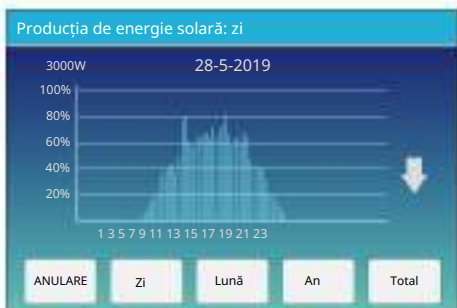 Producția de energie solară: zi
3000W 28-5-2019
100%
80%
60%
40%
20%
1 3 5 7 9 11 13 15 17 19 21 23
ANULARE Zi Lună An Total